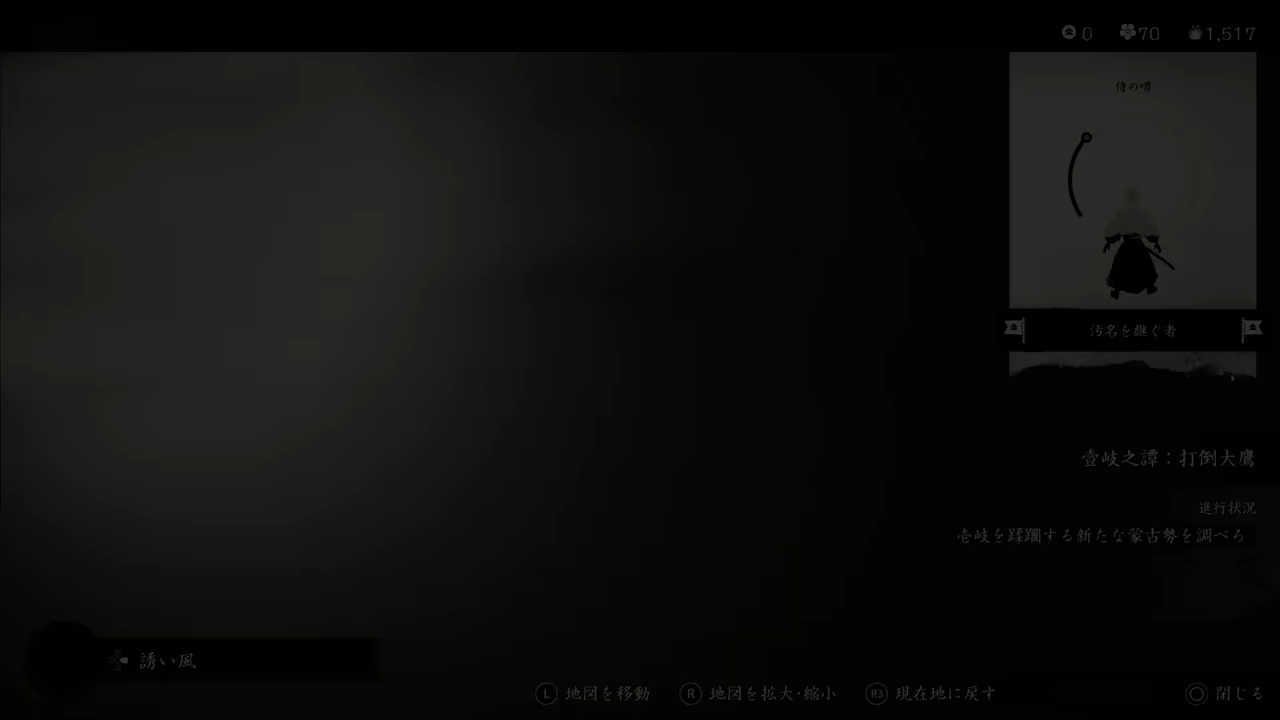 0 70 1,517
侍の噂
汚名を継ぐ者
壹岐之譚：打倒大鷹
進行状況
壱岐を蹂躙する新たな蒙古勢を調べろ
誘い風
L 地図を移動 R 地図を拡大·縮小 R3 現在地に戻す 閉じる